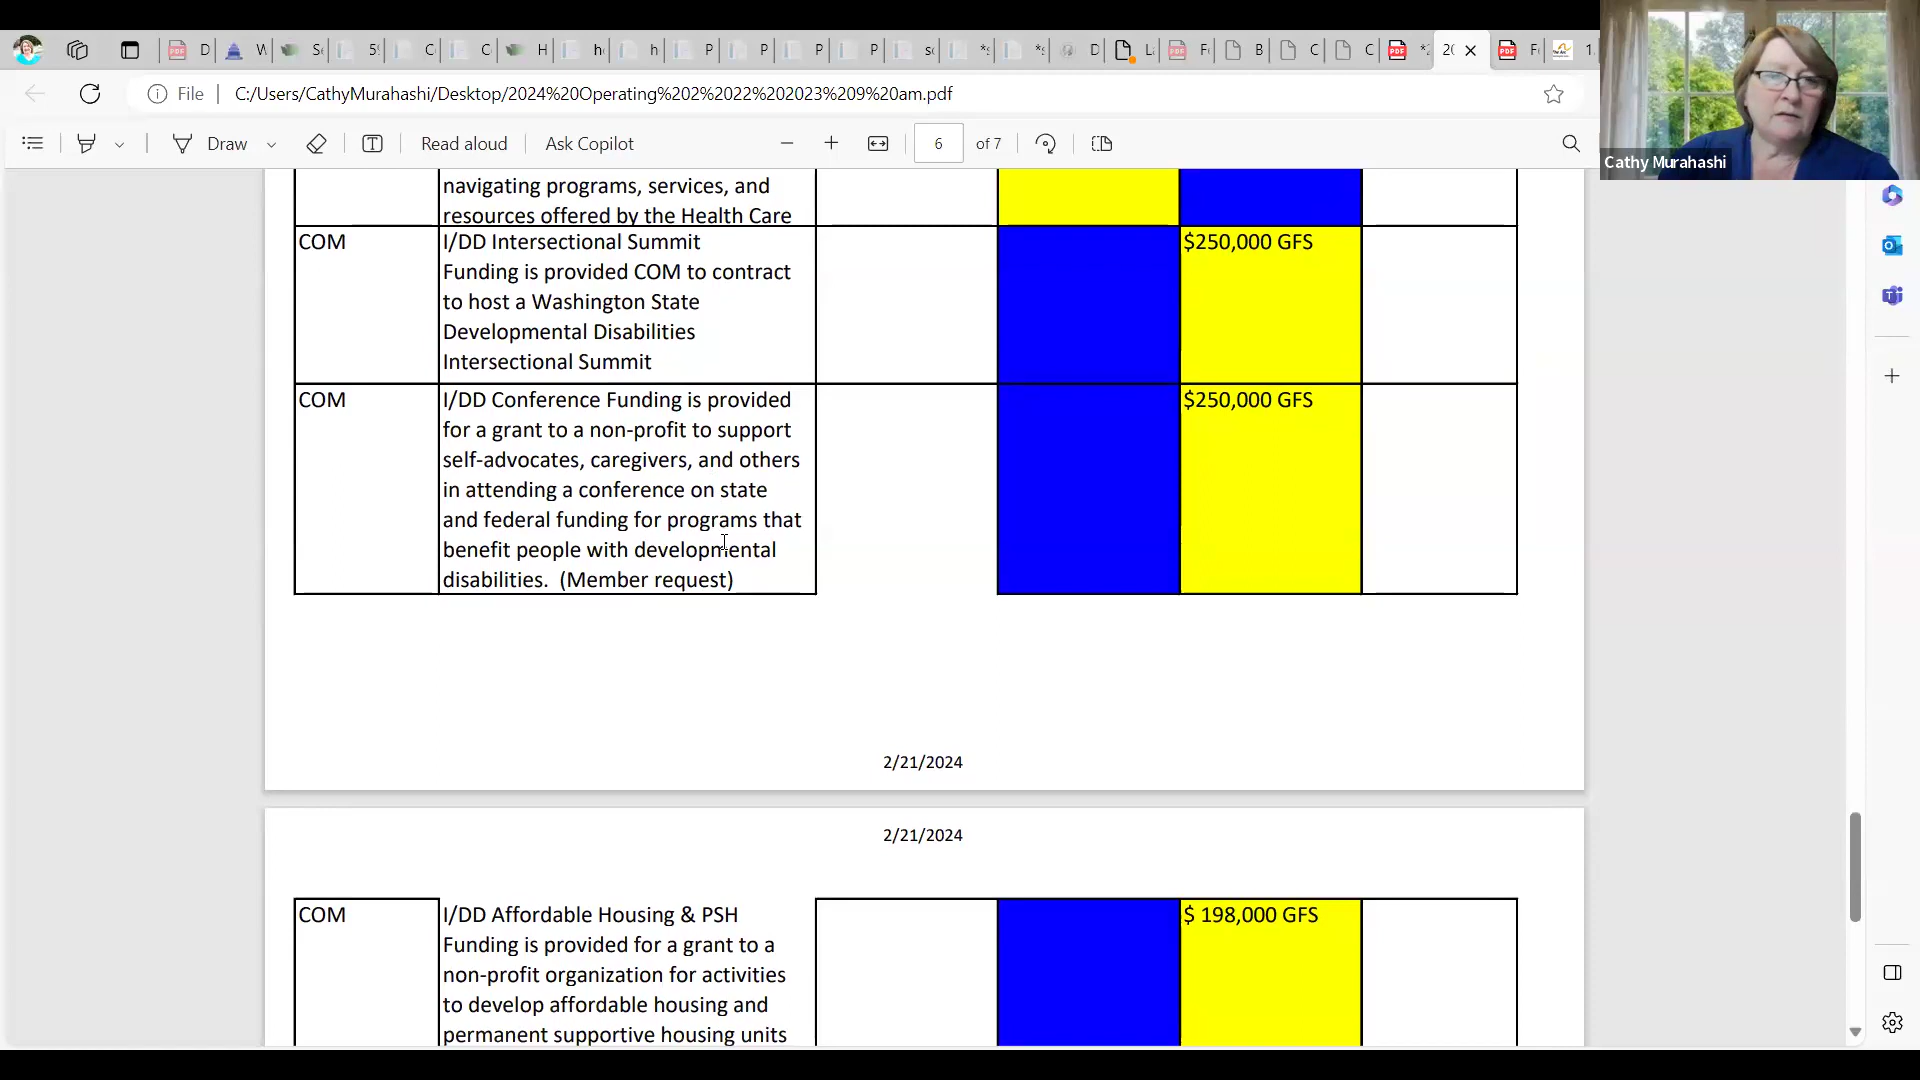 D
W
S
5!
C
C
H
h
h
P
P
P
P
s
*s
*s
D
L
F
B
C
C
*:
2(
F
1.
File
C:/Users/CathyMurahashi/Desktop/2024%20Operating%202%2022%202023%209%20am.pdf
Draw
Read aloud
Ask Copilot
6
of 7
Cathy Murahashi
navigating programs, services, and
resources offered by the Health Care
COM
I/DD Intersectional Summit
$250,000 GFS
Funding is provided COM to contract
to host a Washington State
Developmental Disabilities
Intersectional Summit
COM
I/DD Conference Funding is provided
$250,000 GFS
for a grant to a non-profit to support
self-advocates, caregivers, and others
in attending a conference on state
and federal funding for programs that
benefit people with developmental
disabilities.  (Member request)
2/21/2024
2/21/2024
COM
I/DD Affordable Housing & PSH
$ 198,000 GFS
Funding is provided for a grant to a
non-profit organization for activities
to develop affordable housing and
permanent supportive housing units